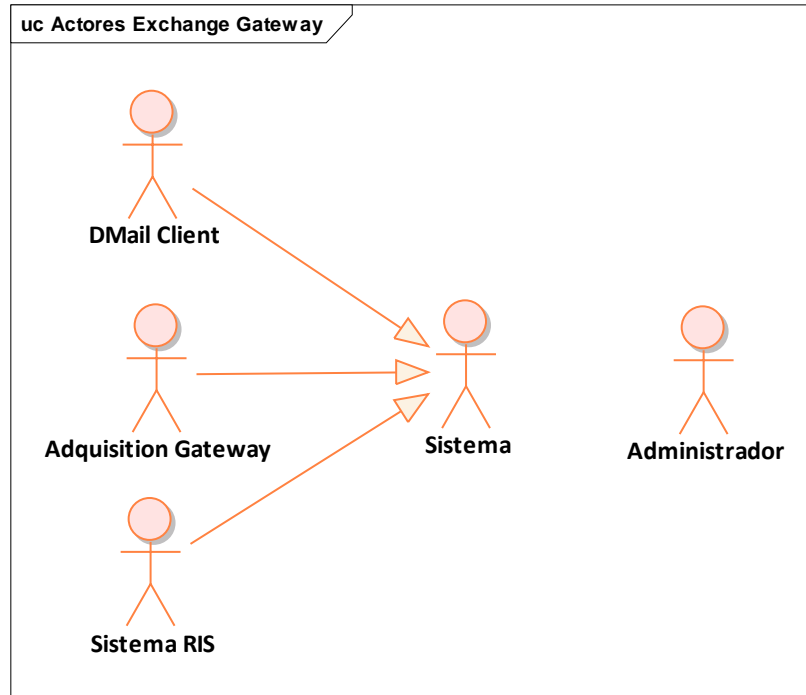 uc Actores Exchange Gateway
DMail Client
Adquisition Gateway
Sistema
Administrador
Sistema RIS